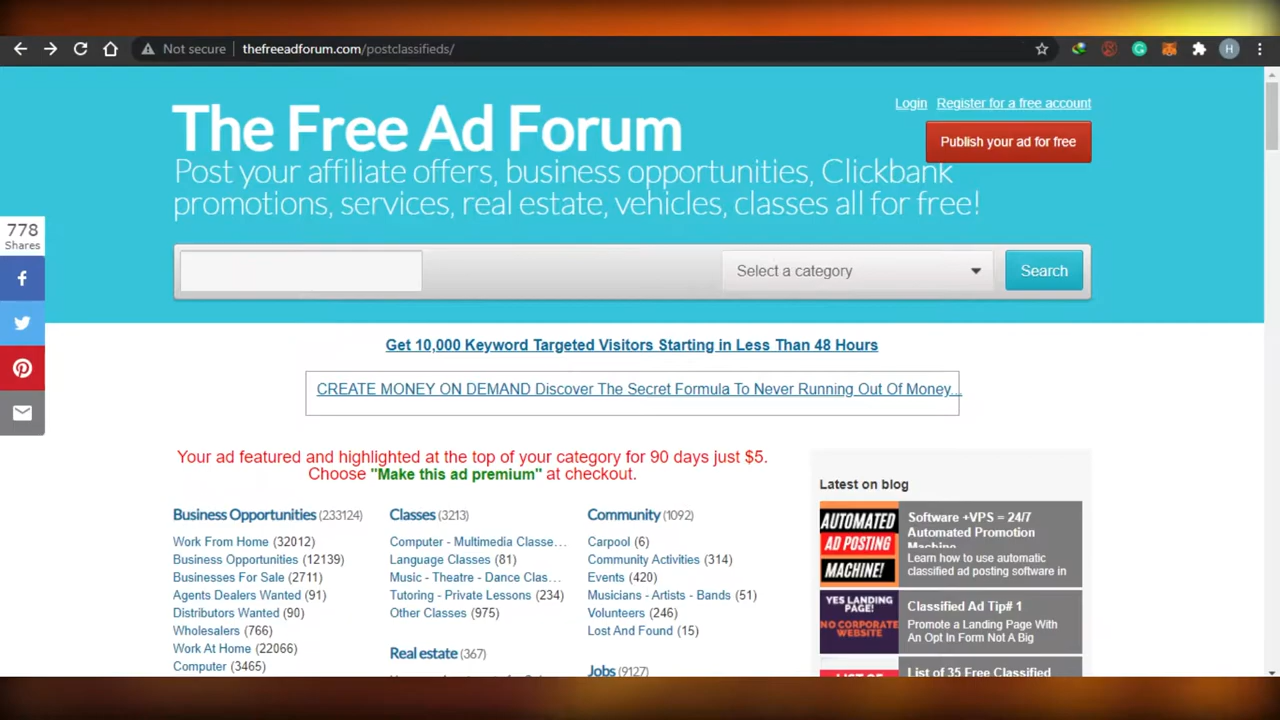 Not secure thefreeadforum.com/postclassifieds/
H
The Free Ad Forum
Login Register for a free account
Publish your ad for free
Post your affiliate offers, business opportunities, Clickbank
promotions, services, real estate, vehicles, classes all for free!
778
Shares
Select a category
Search
Get 10,000 Keyword Targeted Visitors Starting in Less Than 48 Hours
CREATE MONEY ON DEMAND Discover The Secret Formula To Never Running Out Of Money...
Your ad featured and highlighted at the top of your category for 90 days just $5.
Choose "Make this ad premium" at checkout.
Business Opportunities (233124)
Work From Home (32012)
Business Opportunities (12139)
Businesses For Sale (2711)
Agents Dealers Wanted (91)
Distributors Wanted (90)
Wholesalers (766)
Work At Home (22066)
Computer (3465)
Classes (3213)
Computer - Multimedia Classe...
Language Classes (81)
Music - Theatre - Dance Clas...
Tutoring - Private Lessons (234)
Other Classes (975)
Real estate (367)
Community (1092)
Carpool (6)
Community Activities (314)
Events (420)
Musicians - Artists - Bands (51)
Volunteers (246)
Lost And Found (15)
Jobs (9127)
Latest on blog
AUTOMATED
AD POSTING
MACHINE!
Software +VPS = 24/7
Automated Promotion
Machine
Learn how to use automatic
classified ad posting software in
YES LANDING
PAGE!
NO CORPORATE
WEBSITE
Classified Ad Tip# 1
Promote a Landing Page With
An Opt In Form Not A Big
LIST OF
List of 35 Free Classified